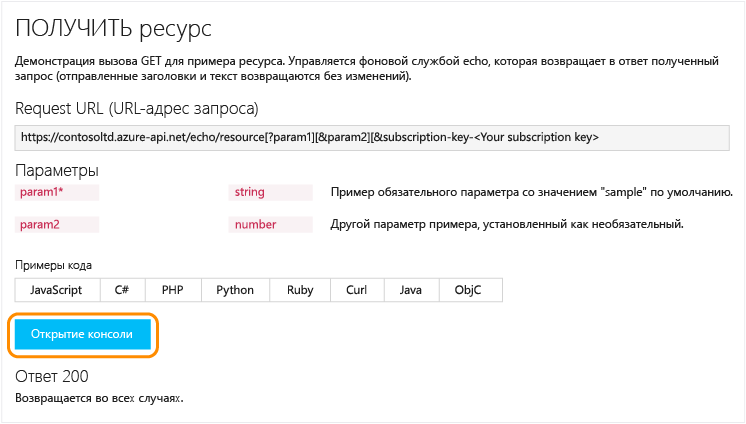 ПОЛУЧИТЬ ресурс
Демонстрация вызова GET для примера ресурса. Управляется фоновой службой echo, которая возвращает в ответ полученный
запрос (отправленные заголовки и текст возвращаются без изменений).
Request URL (URL-адрес запроса)
https://contosoltd.azure-api.net/echo/resource[?param1][&param2][&subscription-key-<Your subscription key>
Параметры
param1* string Пример обязательного параметра со значением "sample" по умолчанию.
param2 number Другой параметр примера, установленный как необязательный.
Примеры кода
JavaScript C# PHP Python Ruby Curl Java ObjC
Открытие консоли
Ответ 200
Возвращается во всех случаях.